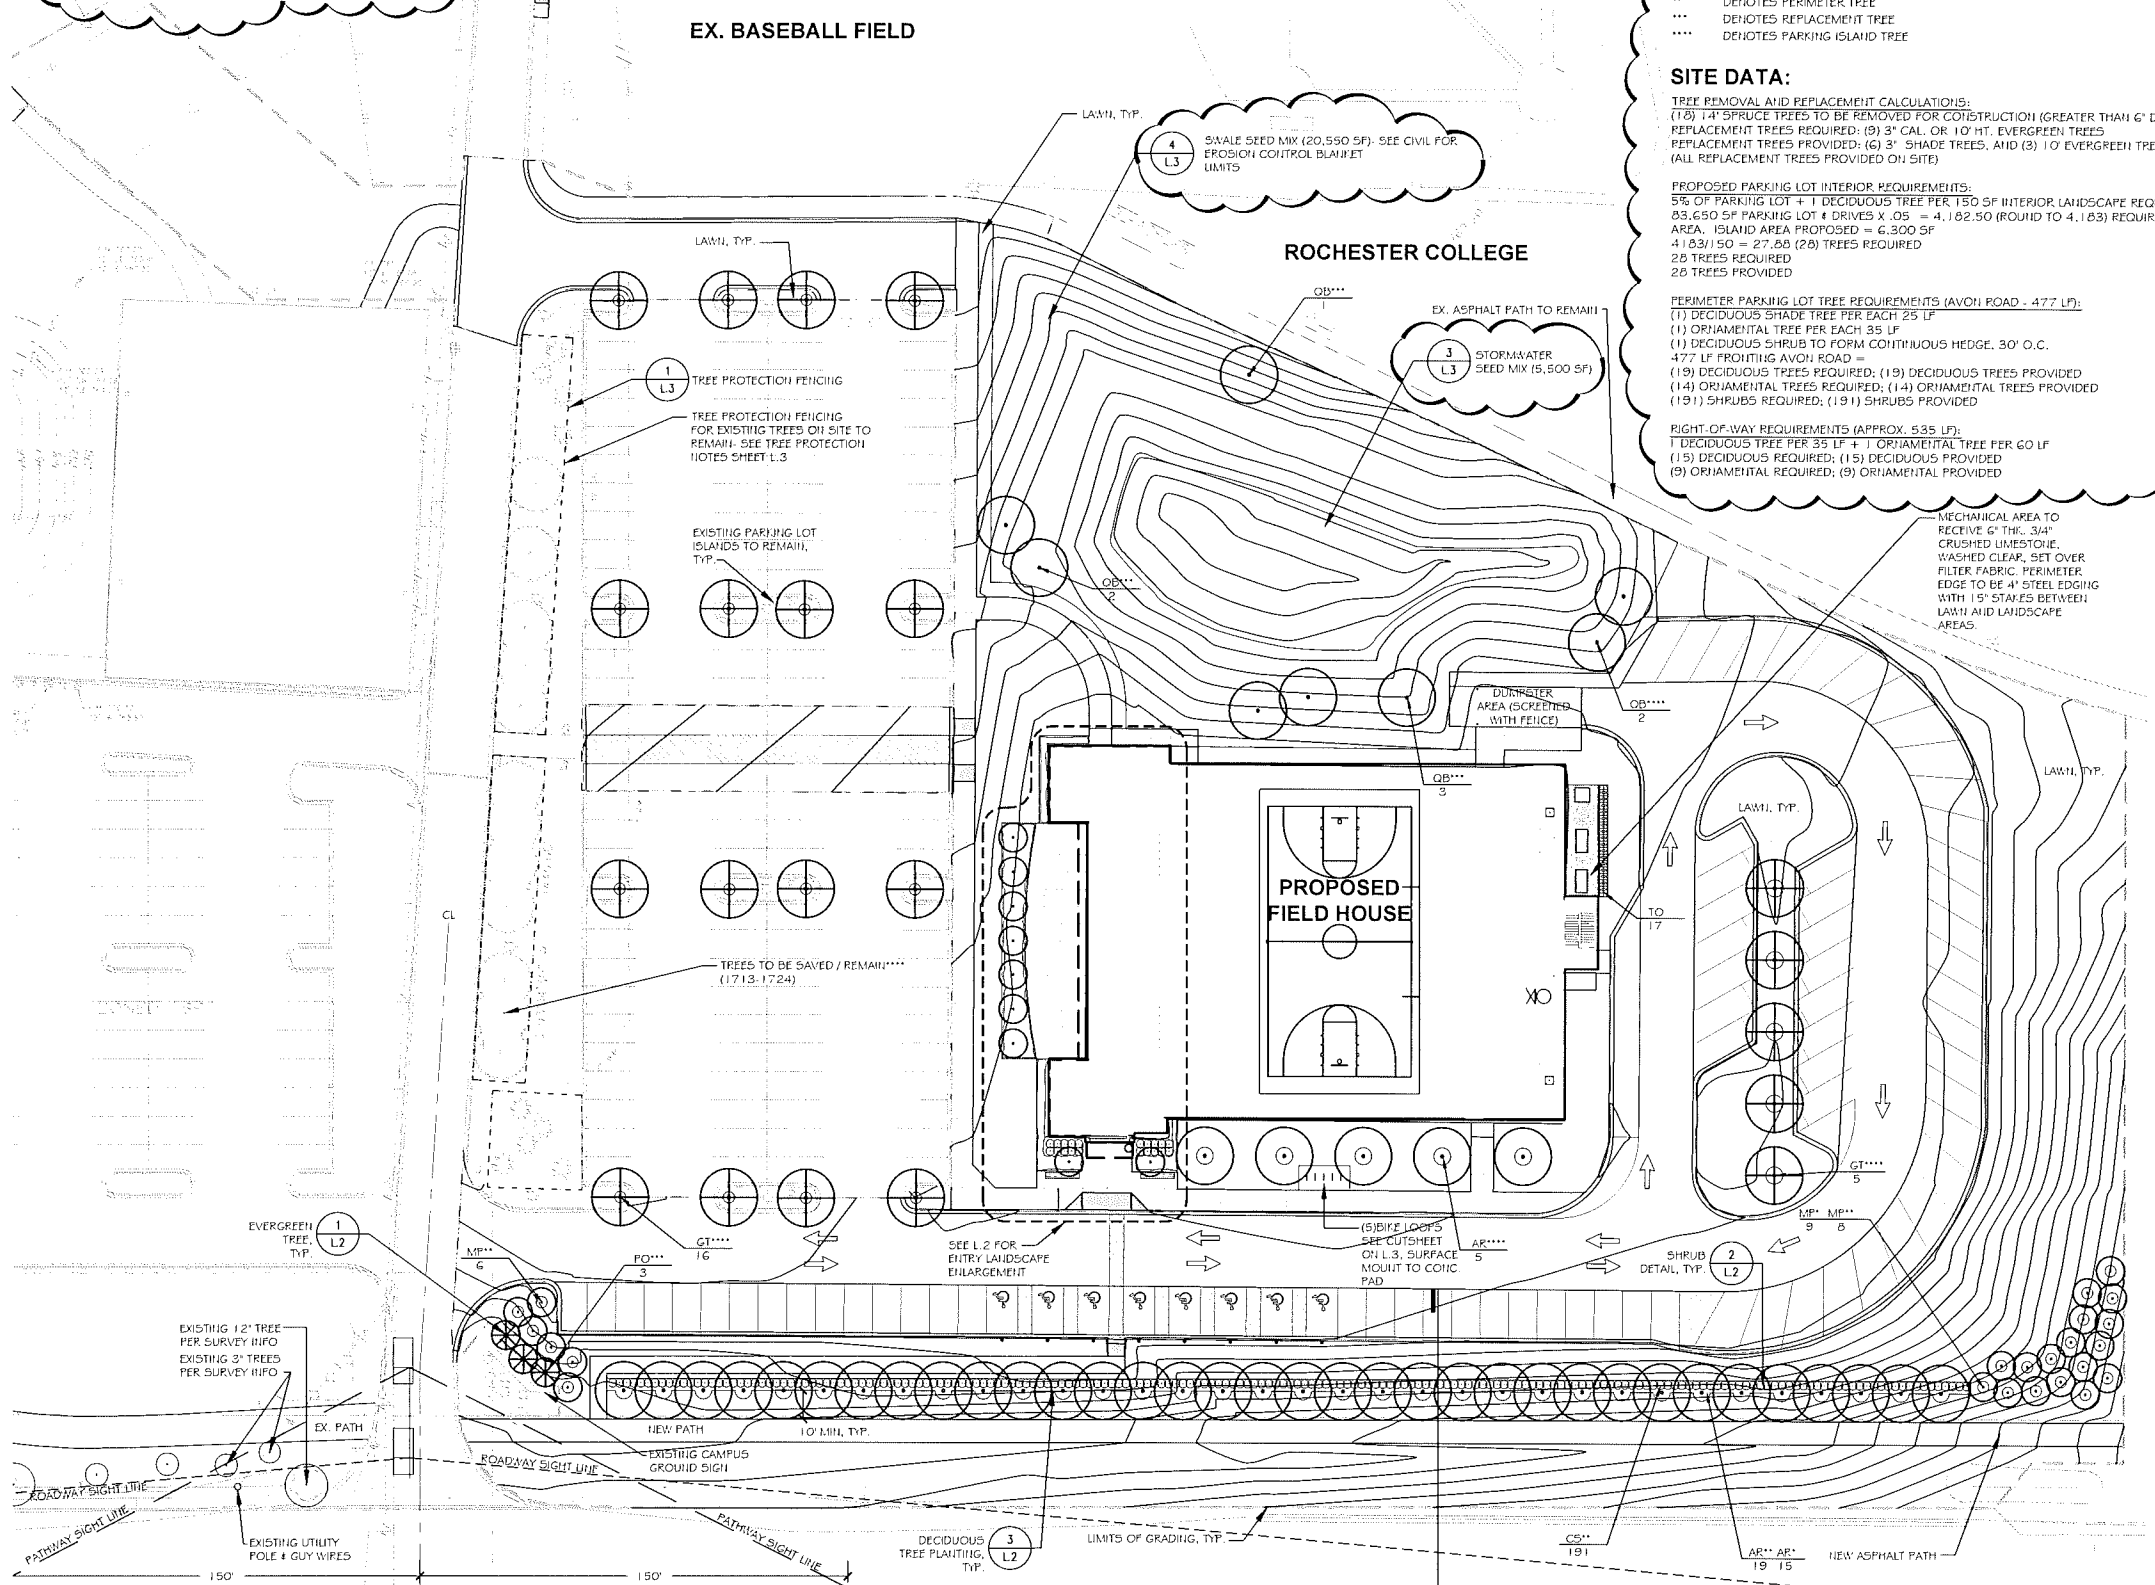 EX. BASEBALL FIELD
DENOTES PERIMETER TREE
*** DENOTES REPLACEMENT TREE
**** DENOTES PARKING ISLAND TREE
SITE DATA:
TREE REMOVAL AND REPLACEMENT CALCULATIONS:
(18) 14" SPRUCE TREES TO BE REMOVED FOR CONSTRUCTION (GREATER THAN 6" D
REPLACEMENT TREES REQUIRED: (9) 3" CAL. OR 10' HT. EVERGREEN TREES
REPLACEMENT TREES PROVIDED: (6) 3" SHADE TREES, AND (3) 10' EVERGREEN TRE
(ALL REPLACEMENT TREES PROVIDED ON SITE)
PROPOSED PARKING LOT INTERIOR REQUIREMENTS:
5% OF PARKING LOT + 1 DECIDUOUS TREE PER 150 SF INTERIOR LANDSCAPE REQ
83,650 SF PARKING LOT & DRIVES X .05 = 4,182.50 (ROUND TO 4,183) REQUIR
AREA. ISLAND AREA PROPOSED = 6,300 SF
4183/150 = 27.88 (28) TREES REQUIRED
28 TREES REQUIRED
28 TREES PROVIDED
PERIMETER PARKING LOT TREE REQUIREMENTS (AVON ROAD - 477 LF):
(1) DECIDUOUS SHADE TREE PER EACH 25 LF
(1) ORNAMENTAL TREE PER EACH 35 LF
(1) DECIDUOUS SHRUB TO FORM CONTINUOUS HEDGE, 30" O.C.
477 LF FRONTING AVON ROAD =
(19) DECIDUOUS TREES REQUIRED; (19) DECIDUOUS TREES PROVIDED
(14) ORNAMENTAL TREES REQUIRED; (14) ORNAMENTAL TREES PROVIDED
(191) SHRUBS REQUIRED; (191) SHRUBS PROVIDED
RIGHT-OF-WAY REQUIREMENTS (APPROX. 535 LF):
1 DECIDUOUS TREE PER 35 LF + 1 ORNAMENTAL TREE PER 60 LF
(15) DECIDUOUS REQUIRED; (15) DECIDUOUS PROVIDED
(9) ORNAMENTAL REQUIRED; (9) ORNAMENTAL PROVIDED
LAWN, TYP.
4
L.3
SWALE SEED MIX (20,550 SF)- SEE CIVIL FOR
EROSION CONTROL BLANKET
LIMITS
LAWN, TYP.
ROCHESTER COLLEGE
QB***
1
EX. ASPHALT PATH TO REMAIN
3
L.3
STORMWATER
SEED MIX (5,500 SF)
1
L.3
TREE PROTECTION FENCING
TREE PROTECTION FENCING
FOR EXISTING TREES ON SITE TO
REMAIN- SEE TREE PROTECTION
NOTES SHEET L.3
EXISTING PARKING LOT
ISLANDS TO REMAIN,
TYP.
QB***
2
MECHANICAL AREA TO
RECEIVE 6" THK. 3/4"
CRUSHED LIMESTONE,
WASHED CLEAR, SET OVER
FILTER FABRIC. PERIMETER
EDGE TO BE 4" STEEL EDGING
WITH 15" STAKES BETWEEN
LAWN AND LANDSCAPE
AREAS.
DUMPSTER
AREA (SCREENED
WITH FENCE)
QB****
2
QB***
3
LAWN, TYP.
LAWN, TYP.
PROPOSED
FIELD HOUSE
TO
17
CL
TREES TO BE SAVED / REMAIN****
(1713-1724)
GT****
5
EVERGREEN
TREE,
TYP.
1
L.2
MP**
6
PO***
3
GT****
16
SEE L.2 FOR
ENTRY LANDSCAPE
ENLARGEMENT
(5)BIKE LOOPS
SEE CUTSHEET
ON L.3, SURFACE
MOUNT TO CONC.
PAD
AR****
5
MP* MP**
9 8
SHRUB
DETAIL, TYP.
2
L.2
EXISTING 12" TREE
PER SURVEY INFO
EXISTING 3" TREES
PER SURVEY INFO
EX. PATH
NEW PATH
10' MIN, TYP.
EXISTING CAMPUS
GROUND SIGN
ROADWAY SIGHT LINE
ROADWAY SIGHT LINE
PATHWAY SIGHT LINE
PATHWAY SIGHT LINE
EXISTING UTILITY
POLE & GUY WIRES
150'
150'
DECIDUOUS
TREE PLANTING,
TYP.
3
L.2
LIMITS OF GRADING, TYP.
CS**
191
AR** AR*
19 15
NEW ASPHALT PATH